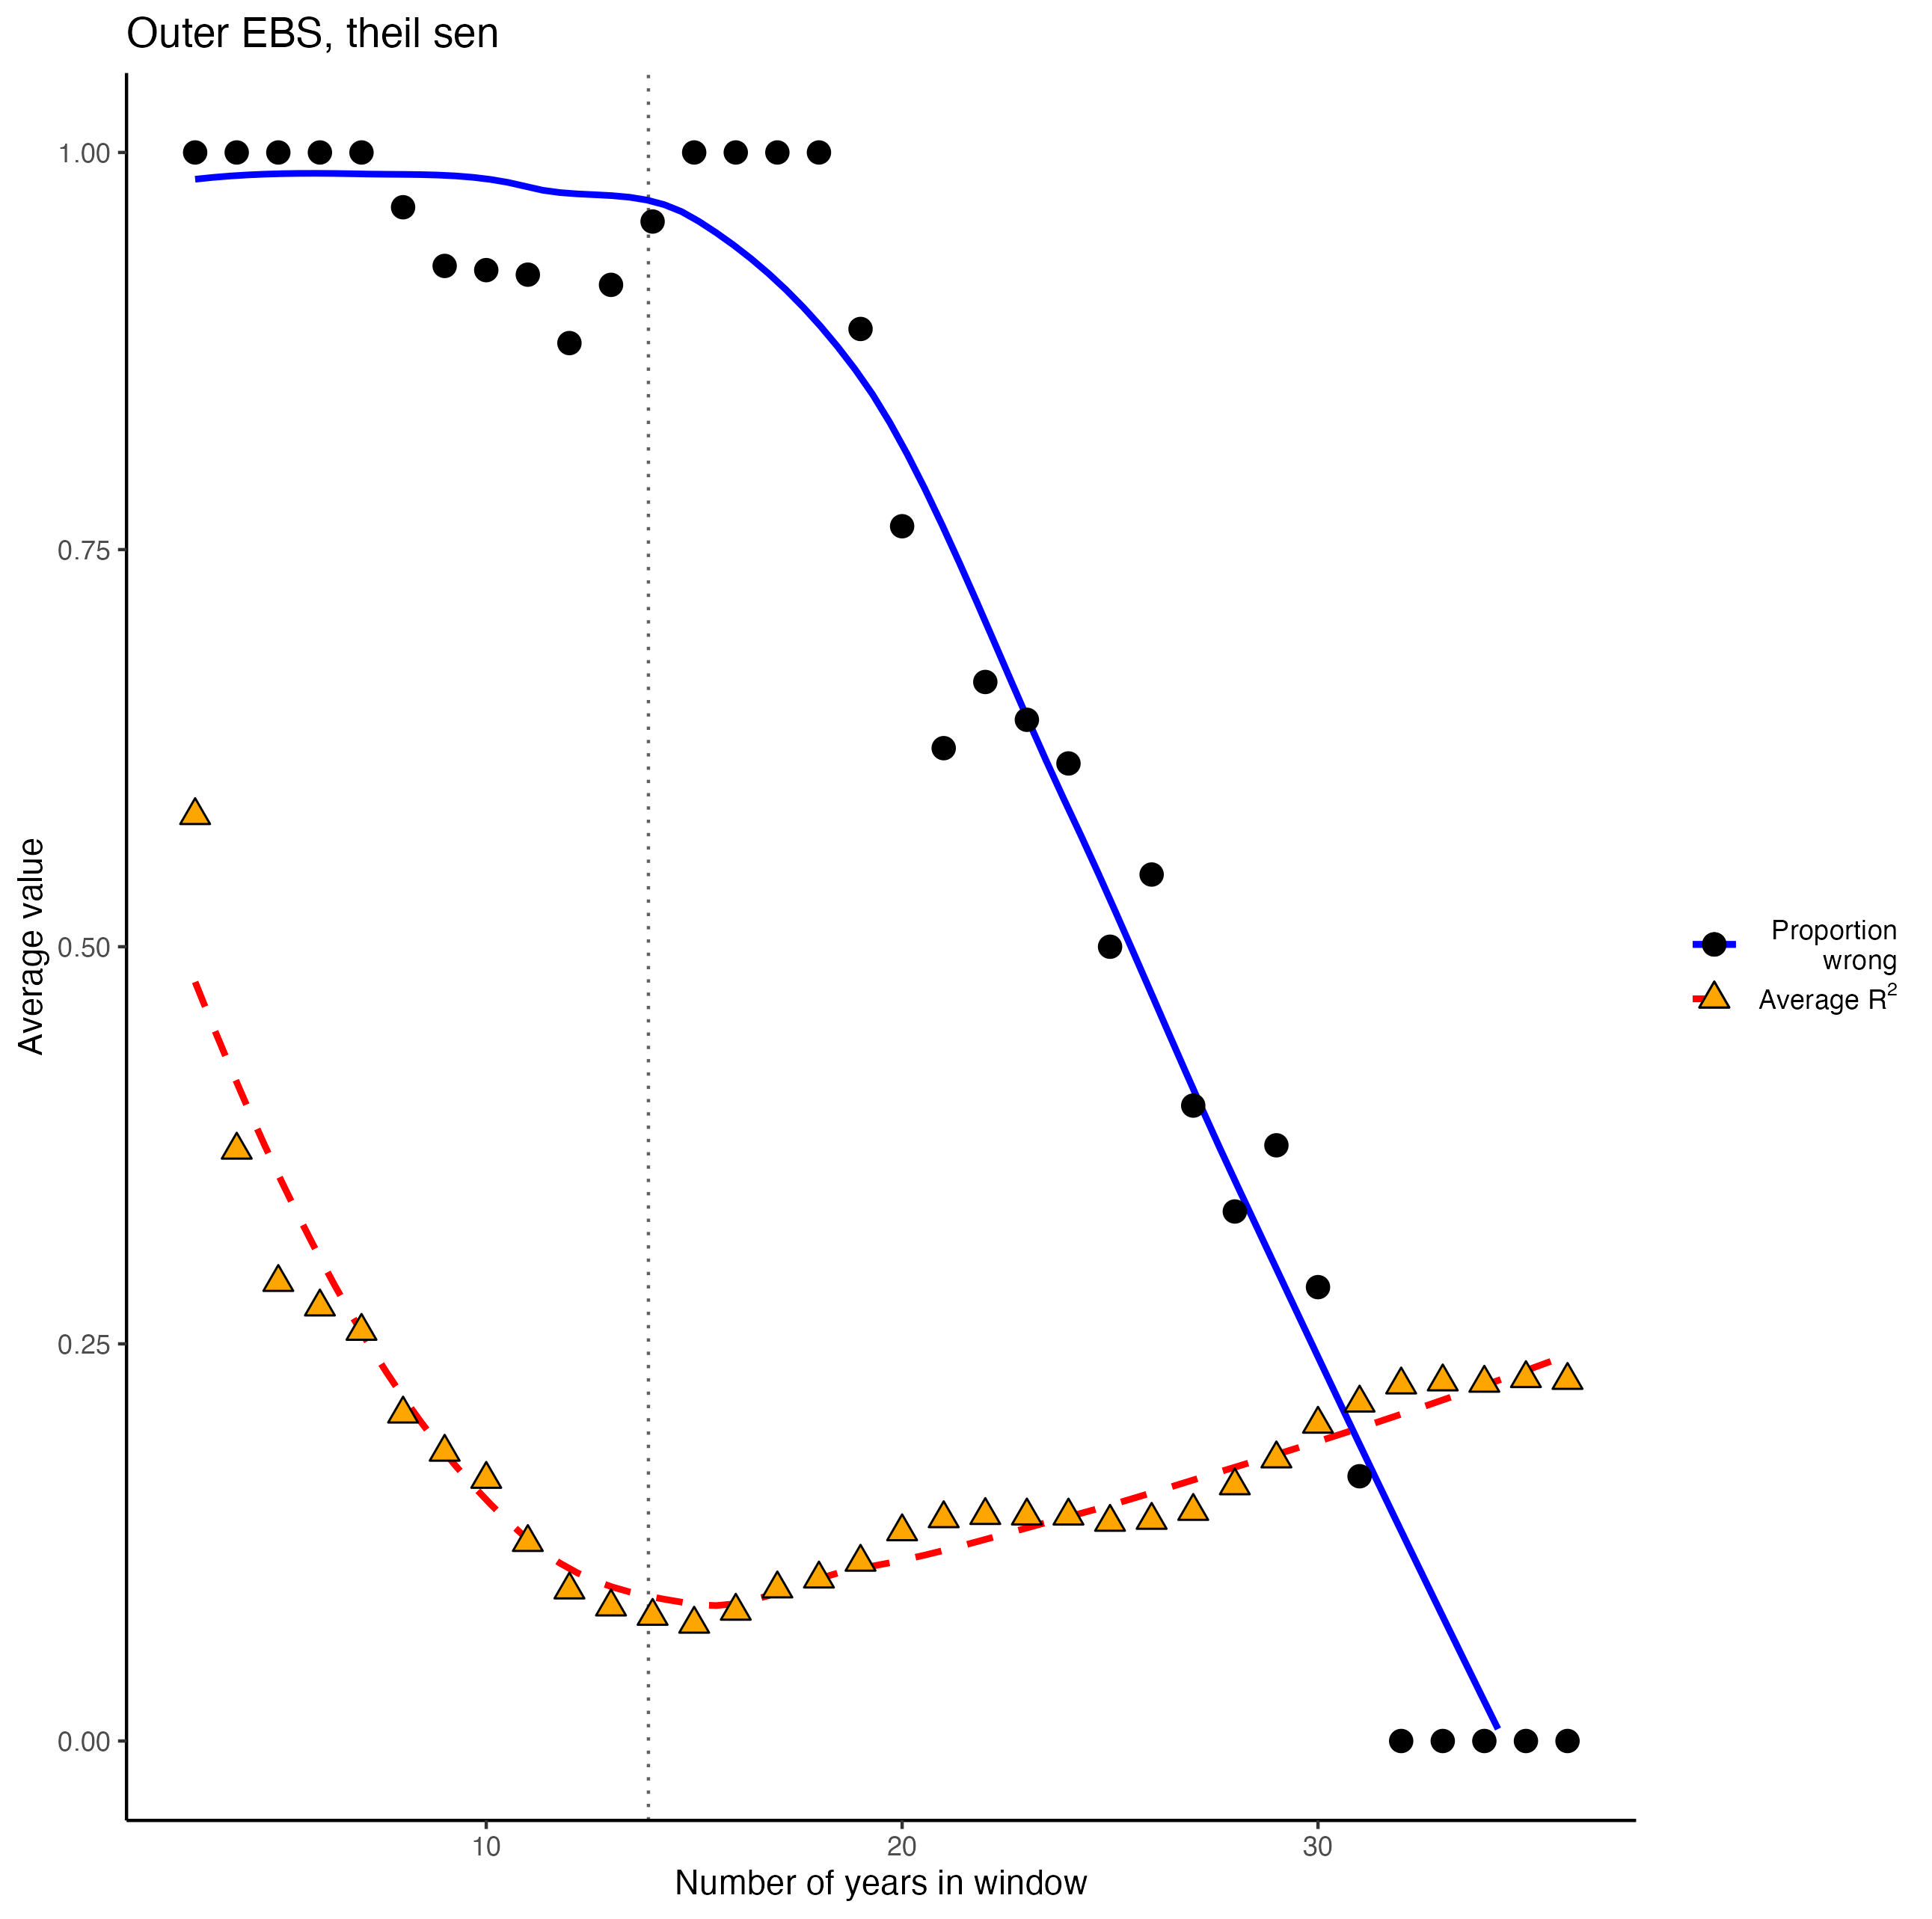 Outer EBS, theil sen
Average value
1.00
0.75
0.50
0.25
0.00
10
20
30
Number of years in window
Proportion
wrong
Average R²